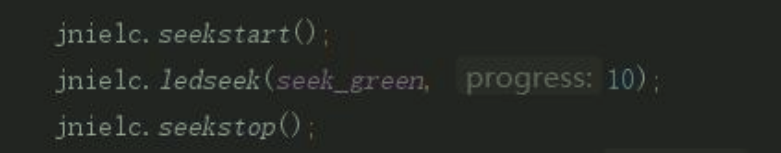 jnielc.seekstart();
jnielc.ledseek(seek_green, progress: 10);
jnielc.seekstop();